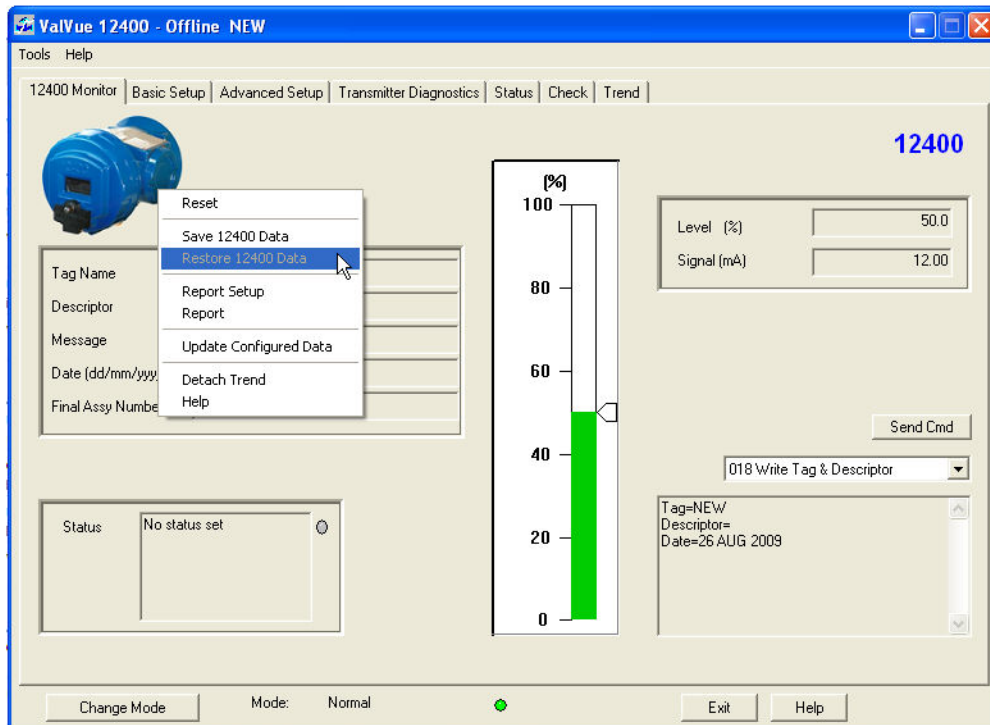 ValVue 12400 - Offline NEW
Tools Help
12400 Monitor Basic Setup Advanced Setup Transmitter Diagnostics Status Check Trend
12400
Reset
Save 12400 Data
Restore 12400 Data
Report Setup
Report
Update Configured Data
Detach Trend
Help
Tag Name
Descriptor
Message
Date (dd/mm/yyy
Final Assy Numbe
Status
No status set
(%)
100
80
60
40
20
0
Level (%) 50.0
Signal (mA) 12.00
Send Cmd
018 Write Tag & Descriptor
Tag=NEW
Descriptor=
Date=26 AUG 2009
Change Mode Mode: Normal Exit Help